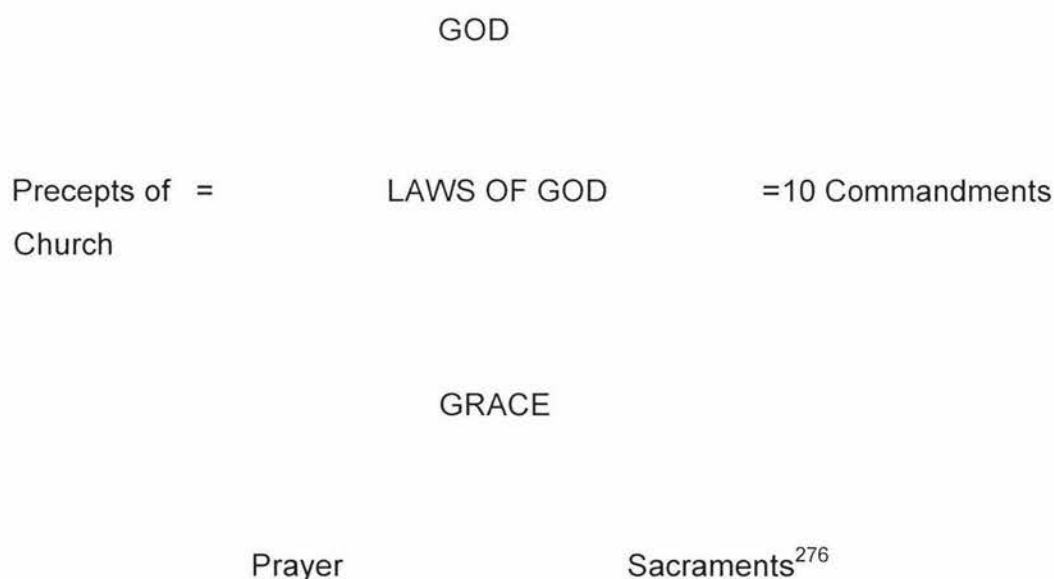 GOD
Precepts of = LAWS OF GOD =10 Commandments
Church
GRACE
Prayer Sacraments276